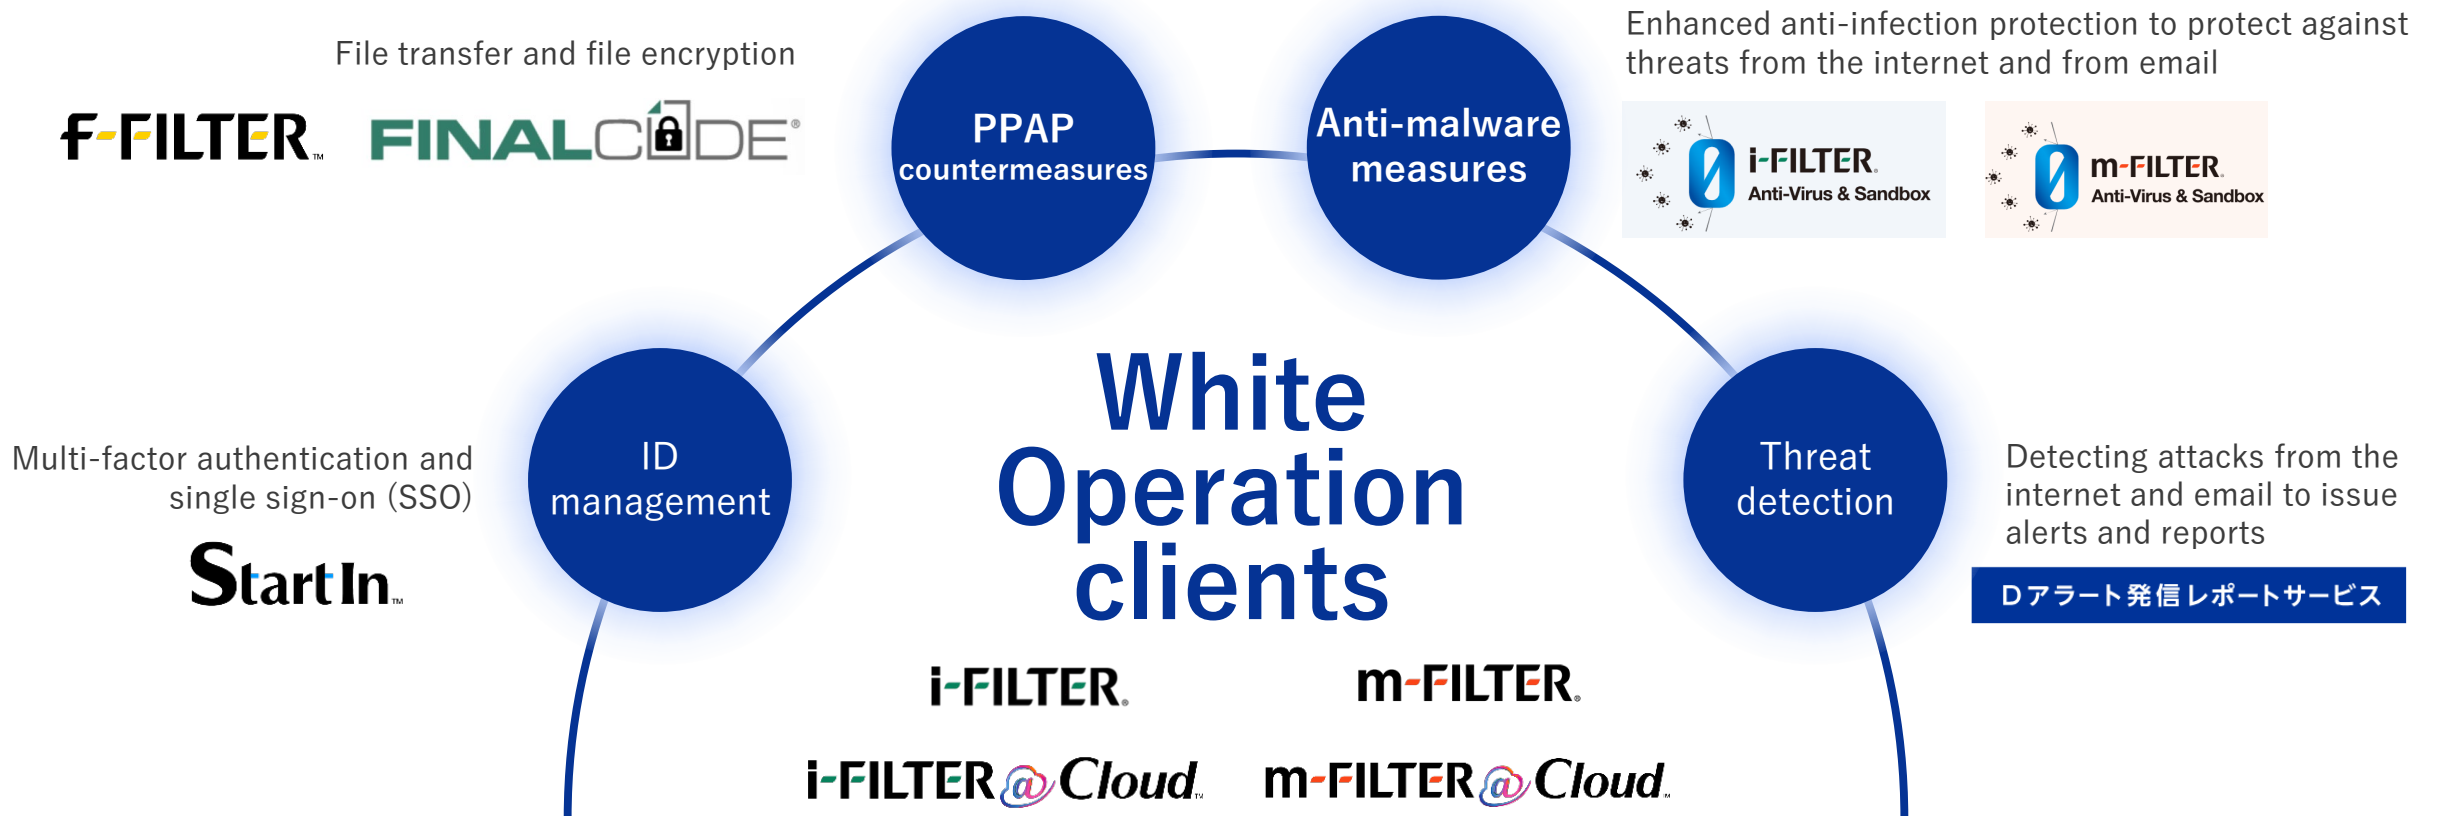 File transfer and file encryption
f-FILTER™
FINALCODE®
PPAP
countermeasures
Anti-malware
measures
Enhanced anti-infection protection to protect against
threats from the internet and from email
i-FILTER®
Anti-Virus & Sandbox
m-FILTER®
Anti-Virus & Sandbox
Multi-factor authentication and
single sign-on (SSO)
StartIn™
ID
management
White
Operation
clients
Threat
detection
Detecting attacks from the
internet and email to issue
alerts and reports
Dアラート発信レポートサービス
i-FILTER®
m-FILTER®
i-FILTER@Cloud™
m-FILTER@Cloud™